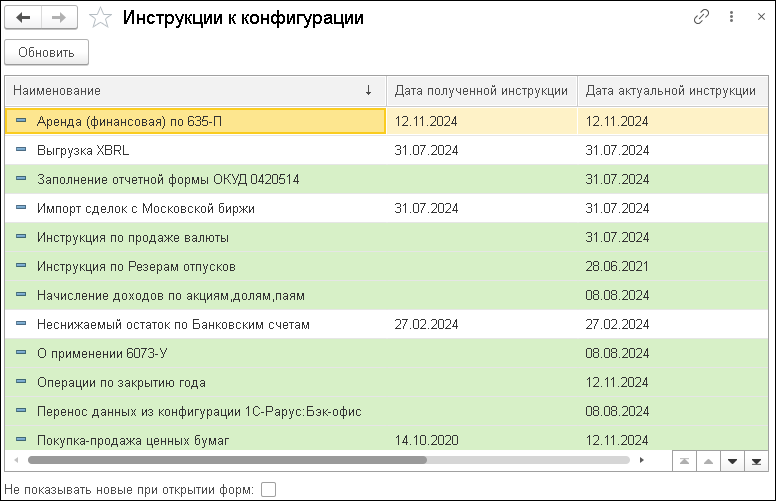 Инструкции к конфигурации
Обновить
Наименование ↓ Дата полученной инструкции Дата актуальной инструкции
Аренда (финансовая) по 635-П 12.11.2024 12.11.2024
Выгрузка XBRL 31.07.2024 31.07.2024
Заполнение отчетной формы ОКУД 0420514 31.07.2024
Импорт сделок с Московской биржи 31.07.2024 31.07.2024
Инструкция по продаже валюты 31.07.2024
Инструкция по Резерам отпусков 28.06.2021
Начисление доходов по акциям,долям,паям 08.08.2024
Неснижаемый остаток по Банковским счетам 27.02.2024 27.02.2024
О применении 6073-У 08.08.2024
Операции по закрытию года 12.11.2024
Перенос данных из конфигурации 1С-Рарус:Бэк-офис 08.08.2024
Покупка-продажа ценных бумаг 14.10.2020 12.11.2024
Не показывать новые при открытии форм: